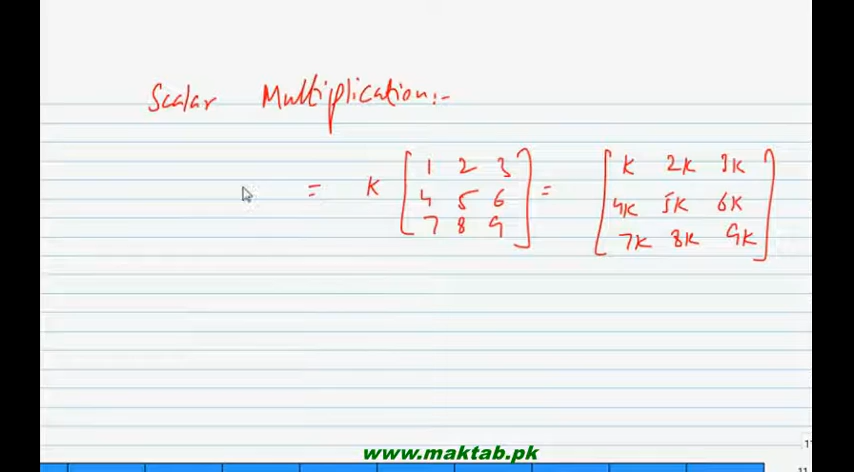 Scalar Multiplication:-
= K [ 1 2 3 ] = [ K 2K 3K ]
[ 4 5 6 ] [ 4K 5K 6K ]
[ 7 8 9 ] [ 7K 8K 9K ]
www.maktab.pk